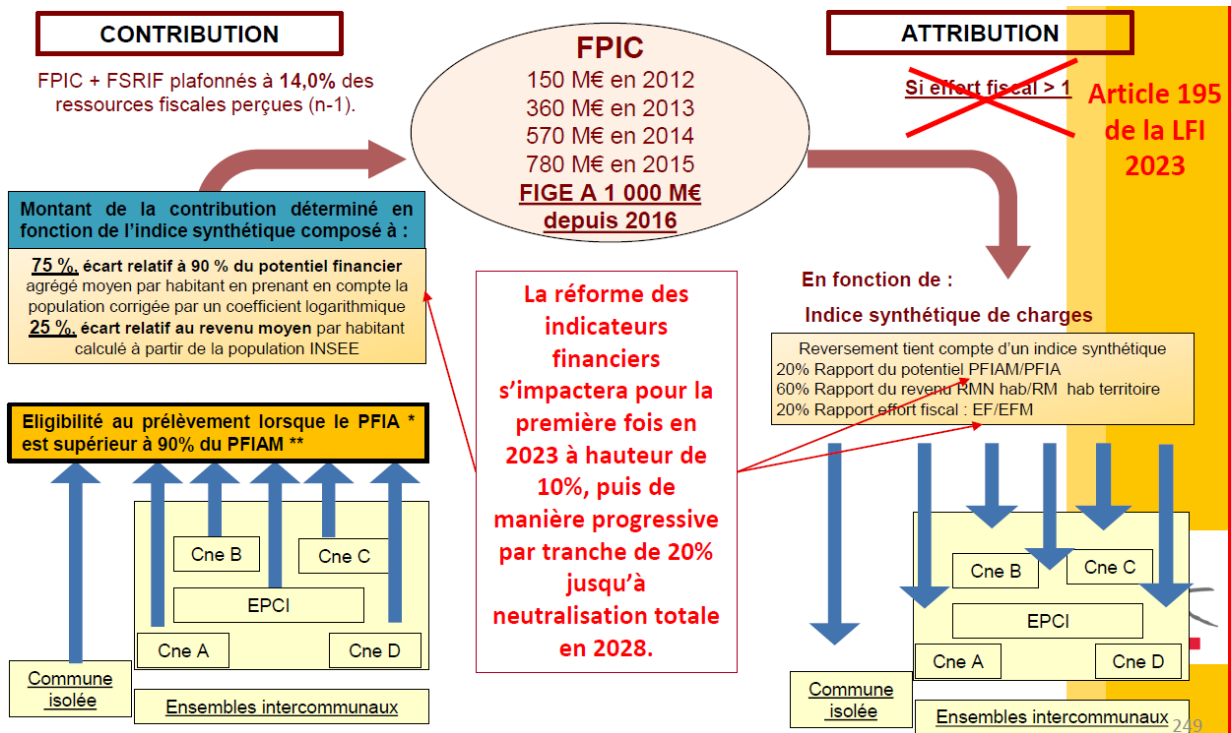 CONTRIBUTION
FPIC + FSRIF plafonnés à 14,0% des
ressources fiscales perçues (n-1).
FPIC
150 M€ en 2012
360 M€ en 2013
570 M€ en 2014
780 M€ en 2015
FIGE A 1 000 M€
depuis 2016
ATTRIBUTION
Si effort fiscal > 1
Article 195
de la LFI
2023
Montant de la contribution déterminé en
fonction de l'indice synthétique composé à :
75 %, écart relatif à 90 % du potentiel financier
agrégé moyen par habitant en prenant en compte la
population corrigée par un coefficient logarithmique
25 %, écart relatif au revenu moyen par habitant
calculé à partir de la population INSEE
Eligibilité au prélèvement lorsque le PFIA *
est supérieur à 90% du PFIAM **
Cne B
Cne C
EPCI
Cne A
Cne D
Commune
isolée
Ensembles intercommunaux
La réforme des
indicateurs
financiers
s'impactera pour la
première fois en
2023 à hauteur de
10%, puis de
manière progressive
par tranche de 20%
jusqu'à
neutralisation totale
en 2028.
En fonction de :
Indice synthétique de charges
Reversement tient compte d'un indice synthétique
20% Rapport du potentiel PFIAM/PFIA
60% Rapport du revenu RMN hab/RM hab territoire
20% Rapport effort fiscal : EF/EFM
Cne B
Cne C
EPCI
Cne A
Cne D
Commune
isolée
Ensembles intercommunaux
249